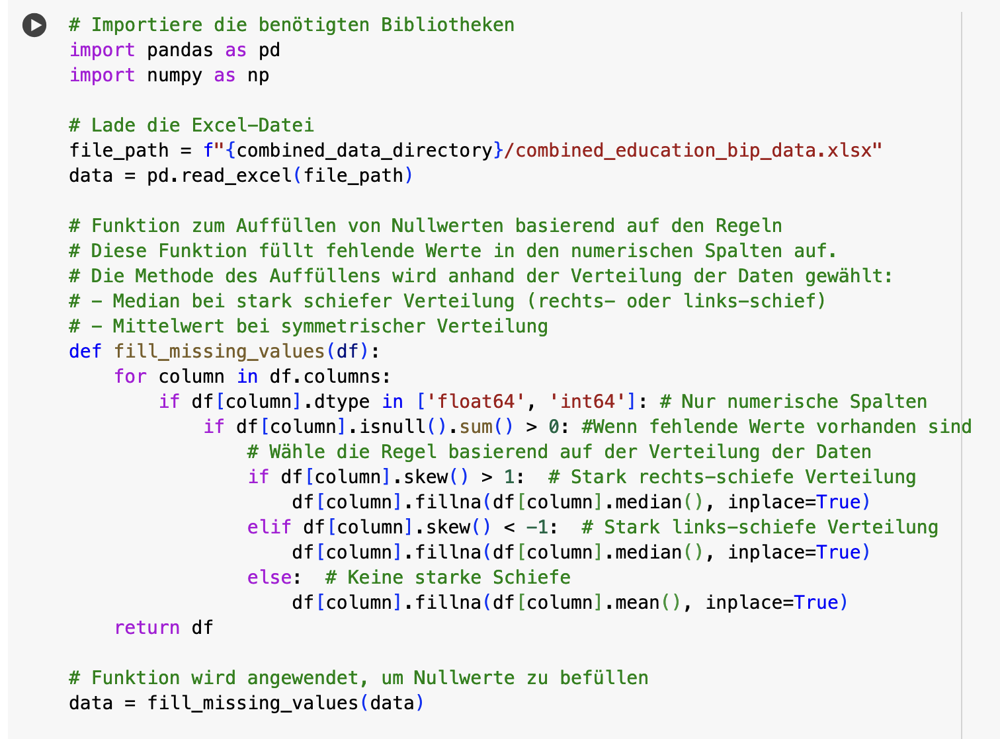 # Importiere die benötigten Bibliotheken
import pandas as pd
import numpy as np

# Lade die Excel-Datei
file_path = f"{combined_data_directory}/combined_education_bip_data.xlsx"
data = pd.read_excel(file_path)

# Funktion zum Auffüllen von Nullwerten basierend auf den Regeln
# Diese Funktion füllt fehlende Werte in den numerischen Spalten auf.
# Die Methode des Auffüllens wird anhand der Verteilung der Daten gewählt:
# - Median bei stark schiefer Verteilung (rechts- oder links-schief)
# - Mittelwert bei symmetrischer Verteilung
def fill_missing_values(df):
    for column in df.columns:
        if df[column].dtype in ['float64', 'int64']: # Nur numerische Spalten
            if df[column].isnull().sum() > 0: #Wenn fehlende Werte vorhanden sind
                # Wähle die Regel basierend auf der Verteilung der Daten
                if df[column].skew() > 1:  # Stark rechts-schiefe Verteilung
                    df[column].fillna(df[column].median(), inplace=True)
                elif df[column].skew() < -1:  # Stark links-schiefe Verteilung
                    df[column].fillna(df[column].median(), inplace=True)
                else:  # Keine starke Schiefe
                    df[column].fillna(df[column].mean(), inplace=True)
    return df

# Funktion wird angewendet, um Nullwerte zu befüllen
data = fill_missing_values(data)